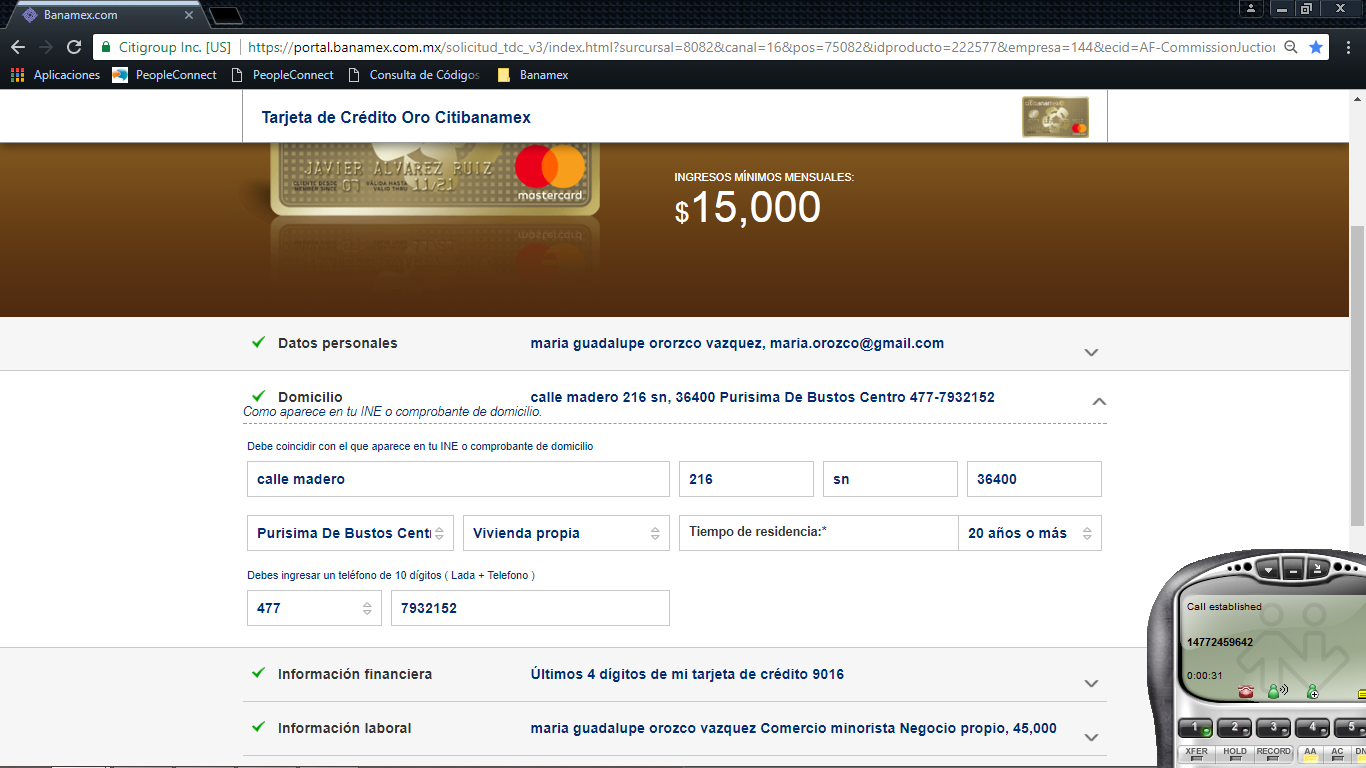 Banamex.com
Citigroup Inc. [US]
https://portal.banamex.com.mx/solicitud_tdc_v3/index.html?surcursal=8082&canal=16&pos=75082&idproducto=222577&empresa=144&ecid=AF-CommissionJuction
Aplicaciones PeopleConnect PeopleConnect Consulta de Códigos Banamex
Tarjeta de Crédito Oro Citibanamex
JAVIER ALVAREZ RUIZ
07 11/21
mastercard
INGRESOS MÍNIMOS MENSUALES:
$15,000
Datos personales maria guadalupe ororzco vazquez, maria.orozco@gmail.com
Domicilio calle madero 216 sn, 36400 Purisima De Bustos Centro 477-7932152
Como aparece en tu INE o comprobante de domicilio.
Debe coincidir con el que aparece en tu INE o comprobante de domicilio
calle madero 216 sn 36400
Purisima De Bustos Cent Vivienda propia Tiempo de residencia:* 20 años o más
Debes ingresar un teléfono de 10 dígitos ( Lada + Telefono )
477 7932152
Información financiera Últimos 4 dígitos de mi tarjeta de crédito 9016
Información laboral maria guadalupe orozco vazquez Comercio minorista Negocio propio, 45,000
Call established
14772459642
0:00:31
1 2 3 4 5
XFER HOLD RECORD AA AC DN